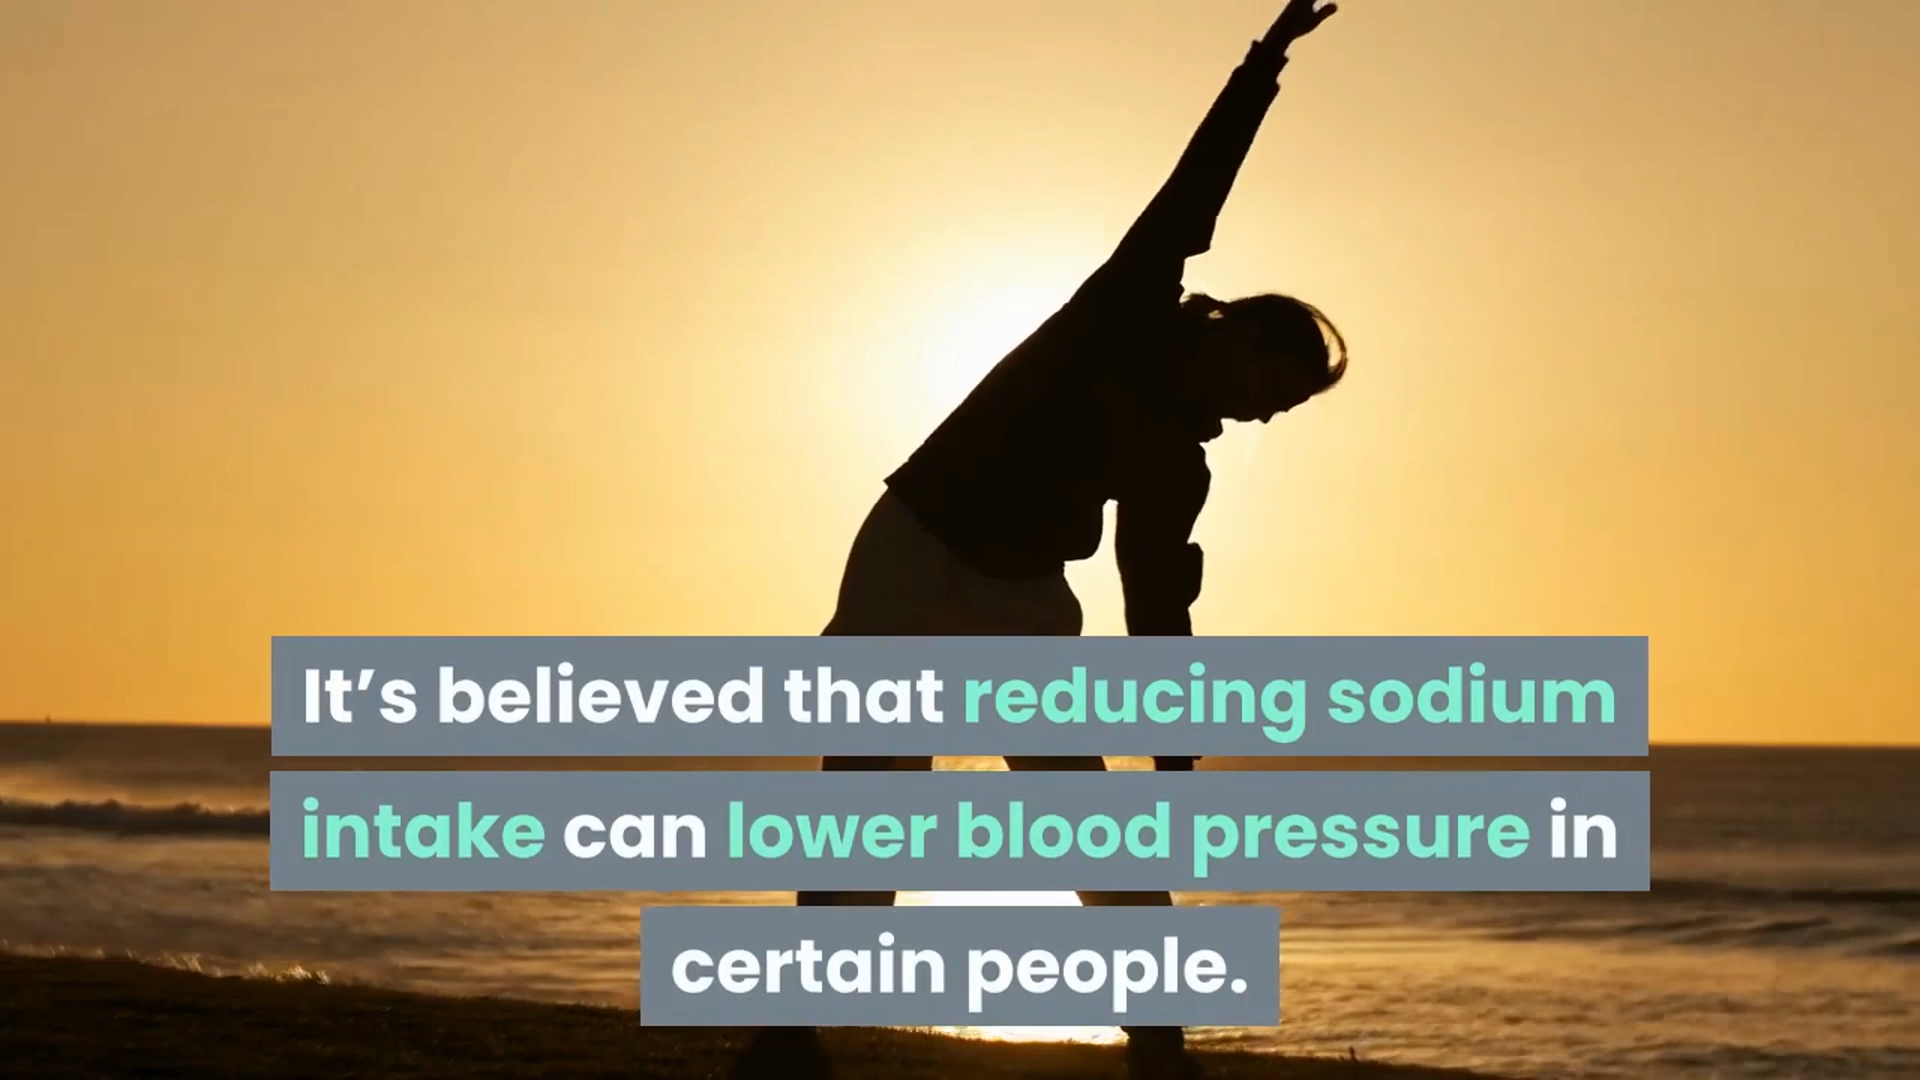 It’s believed that reducing sodium
intake can lower blood pressure in
certain people.